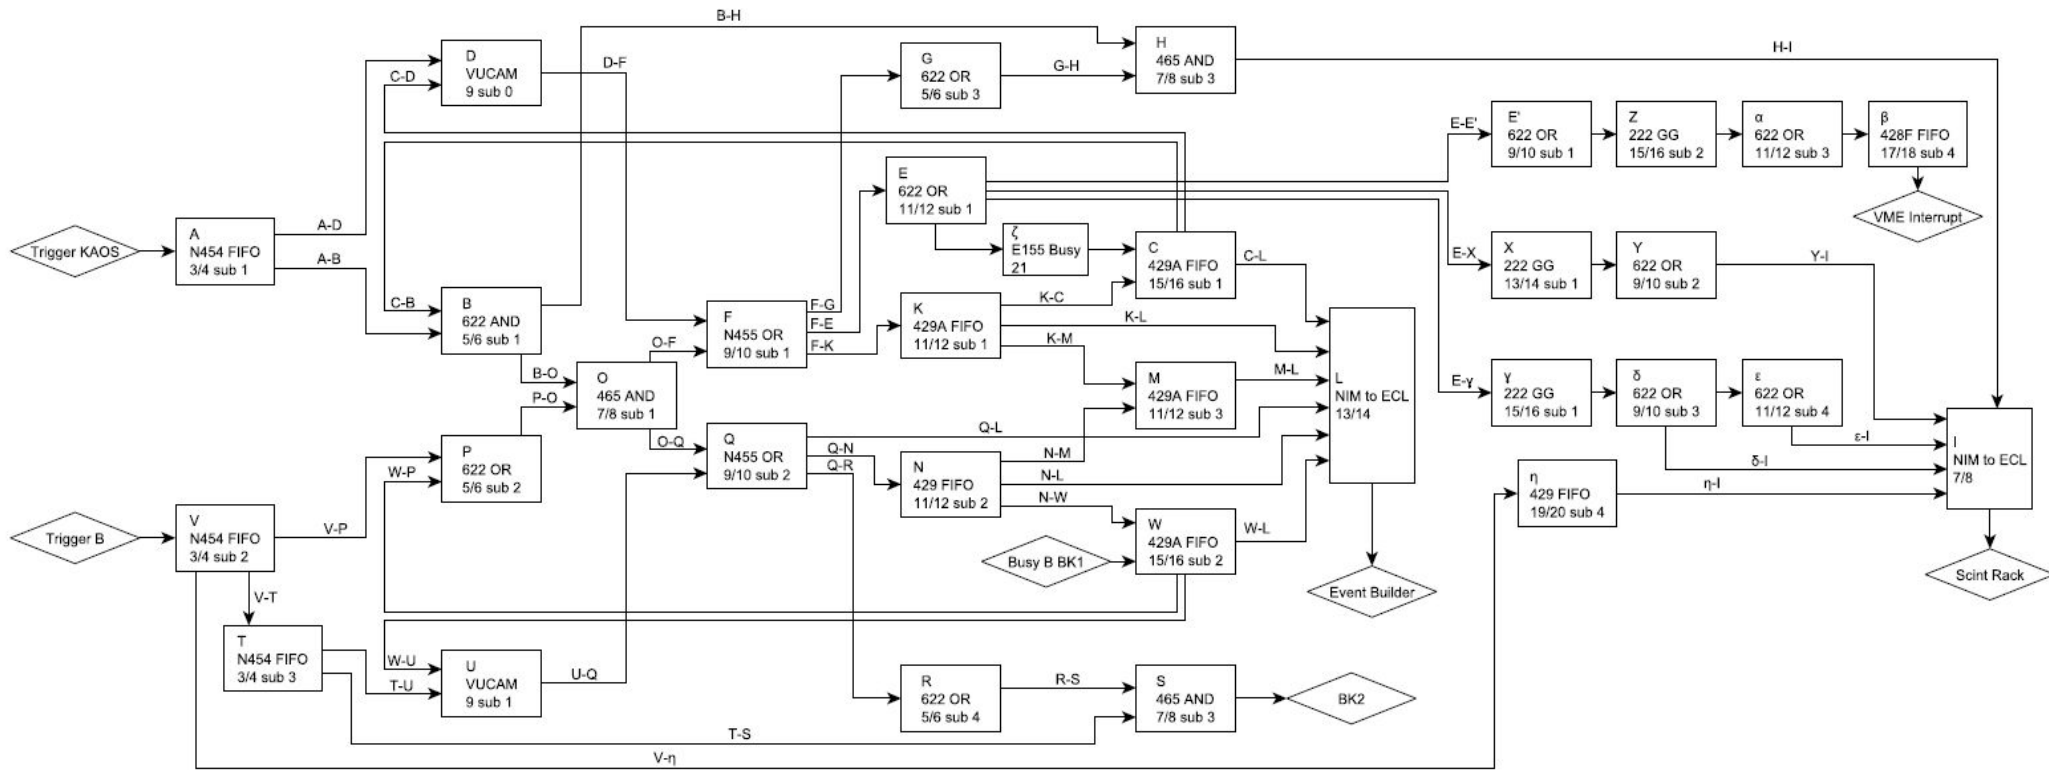 B-H
D
VUCAM
9 sub 0
C-D
D-F
G
622 OR
5/6 sub 3
G-H
H
465 AND
7/8 sub 3
H-I
E-E'
E'
622 OR
9/10 sub 1
Z
222 GG
15/16 sub 2
α
622 OR
11/12 sub 3
β
428F FIFO
17/18 sub 4
VME Interrupt
E
622 OR
11/12 sub 1
Trigger KAOS
A
N454 FIFO
3/4 sub 1
A-D
A-B
ζ
E155 Busy
21
C
429A FIFO
15/16 sub 1
C-L
E-X
X
222 GG
13/14 sub 1
Y
622 OR
9/10 sub 2
Y-I
C-B
B
622 AND
5/6 sub 1
F
N455 OR
9/10 sub 1
F-G
F-E
F-K
K
429A FIFO
11/12 sub 1
K-C
K-L
K-M
B-O
P-O
O
465 AND
7/8 sub 1
O-F
O-Q
M
429A FIFO
11/12 sub 3
M-L
L
NIM to ECL
13/14
E-ɣ
ɣ
222 GG
15/16 sub 1
δ
622 OR
9/10 sub 3
ε
622 OR
11/12 sub 4
ε-I
δ-I
η-I
I
NIM to ECL
7/8
P
622 OR
5/6 sub 2
W-P
Q
N455 OR
9/10 sub 2
Q-L
Q-N
Q-R
N
429 FIFO
11/12 sub 2
N-M
N-L
N-W
η
429 FIFO
19/20 sub 4
Trigger B
V
N454 FIFO
3/4 sub 2
V-P
V-T
Busy B BK1
W
429A FIFO
15/16 sub 2
W-L
Event Builder
Scint Rack
T
N454 FIFO
3/4 sub 3
W-U
T-U
U
VUCAM
9 sub 1
U-Q
R
622 OR
5/6 sub 4
R-S
S
465 AND
7/8 sub 3
BK2
T-S
V-η